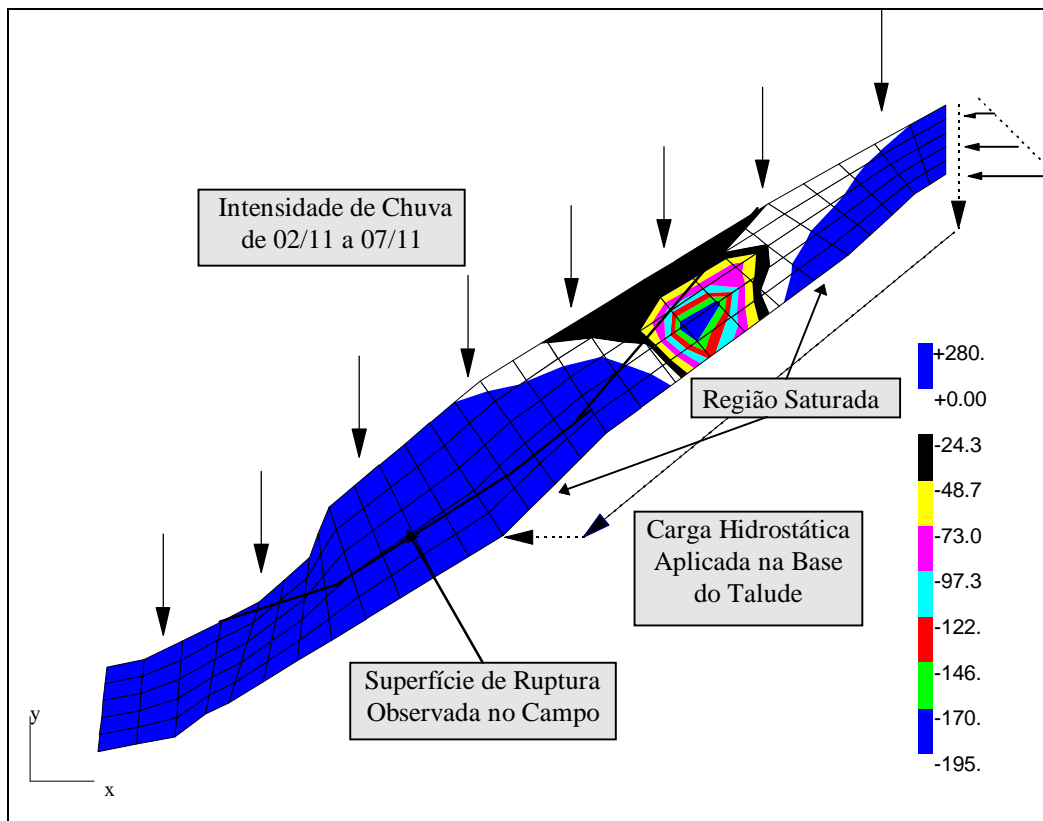 Intensidade de Chuva
de 02/11 a 07/11
Região Saturada
Carga Hidrostática
Aplicada na Base
do Talude
Superfície de Ruptura
Observada no Campo
+280.
+0.00
-24.3
-48.7
-73.0
-97.3
-122.
-146.
-170.
-195.
y
x